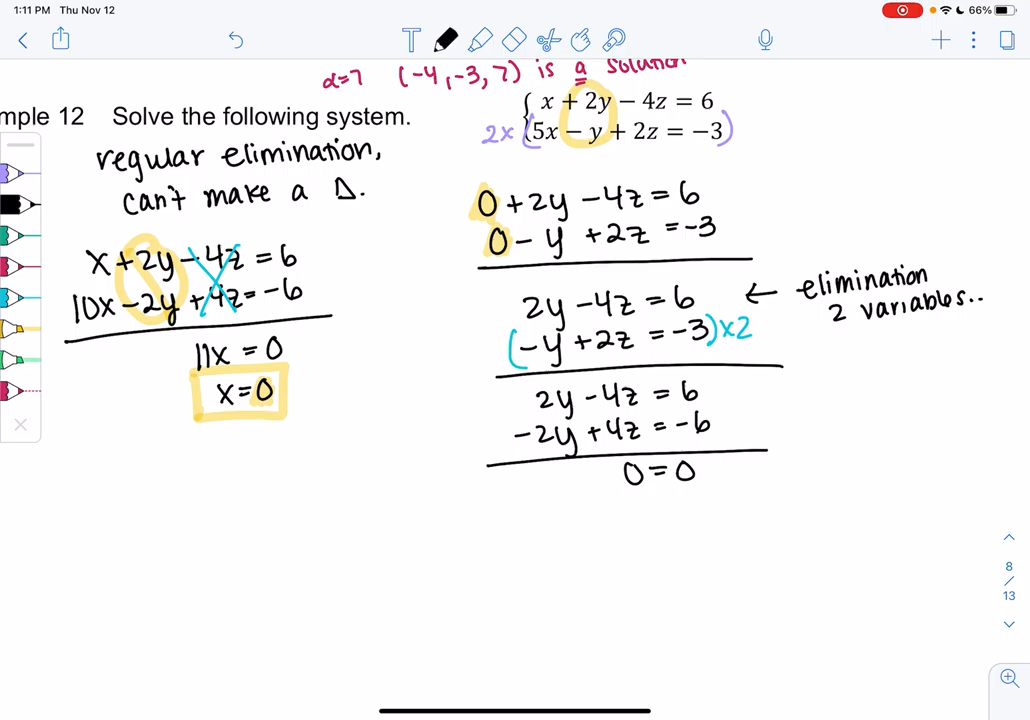 1:11 PM Thu Nov 12
66%
α=7 (-4,-3,7) is a solution
mple 12 Solve the following system.
x + 2y − 4z = 6
2x (5x − y + 2z = −3)
regular elimination,
can't make a Δ.
x+2y-4z=6
10x-2y+4z=-6
11x = 0
x=0
0+2y-4z=6
0-y+2z=-3
2y-4z=6
(-y+2z=-3)x2
← elimination
2 variables..
2y-4z=6
-2y+4z=-6
0=0
8
/
13